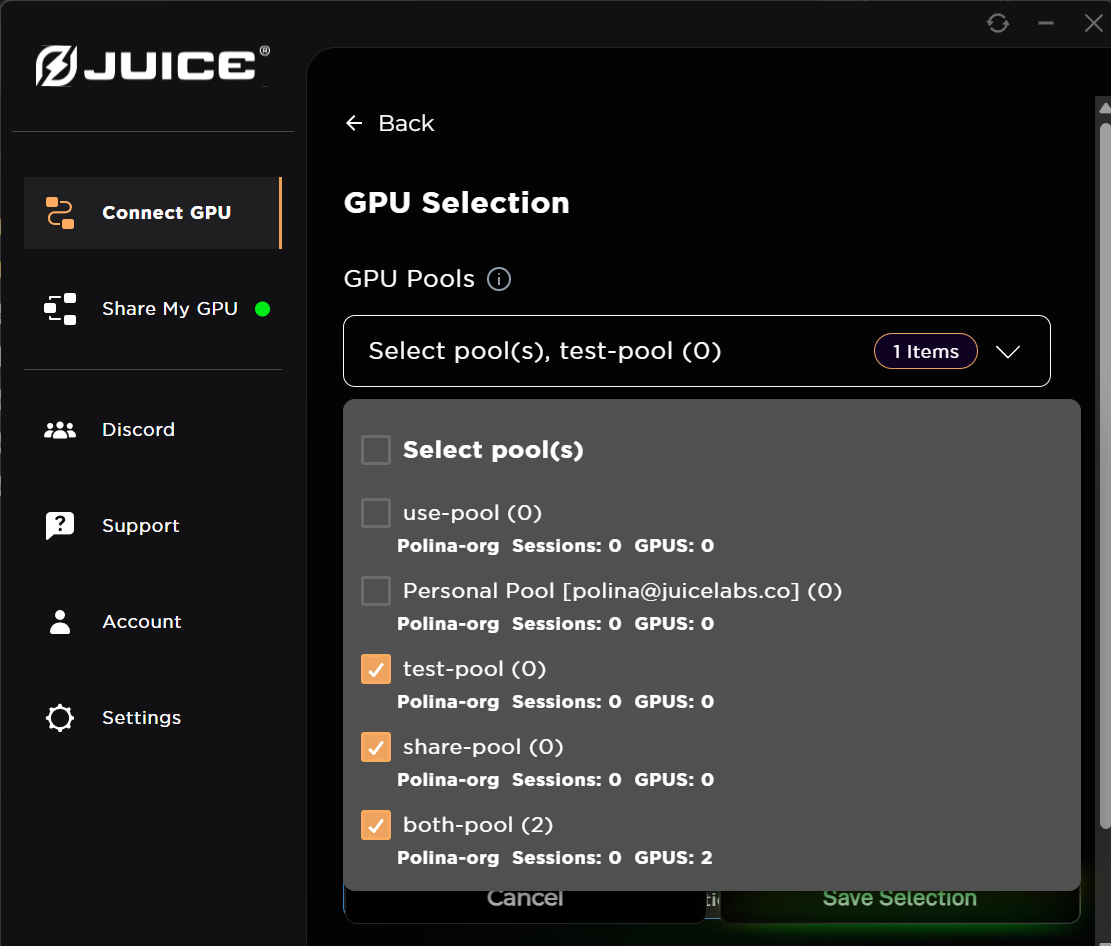 JUICE®
Connect GPU
Share My GPU
Discord
Support
Account
Settings
← Back
GPU Selection
GPU Pools
Select pool(s), test-pool (0) 1 Items
Select pool(s)
use-pool (0)
Polina-org Sessions: 0 GPUS: 0
Personal Pool [polina@juicelabs.co] (0)
Polina-org Sessions: 0 GPUS: 0
test-pool (0)
Polina-org Sessions: 0 GPUS: 0
share-pool (0)
Polina-org Sessions: 0 GPUS: 0
both-pool (2)
Polina-org Sessions: 0 GPUS: 2
Cancel Save Selection